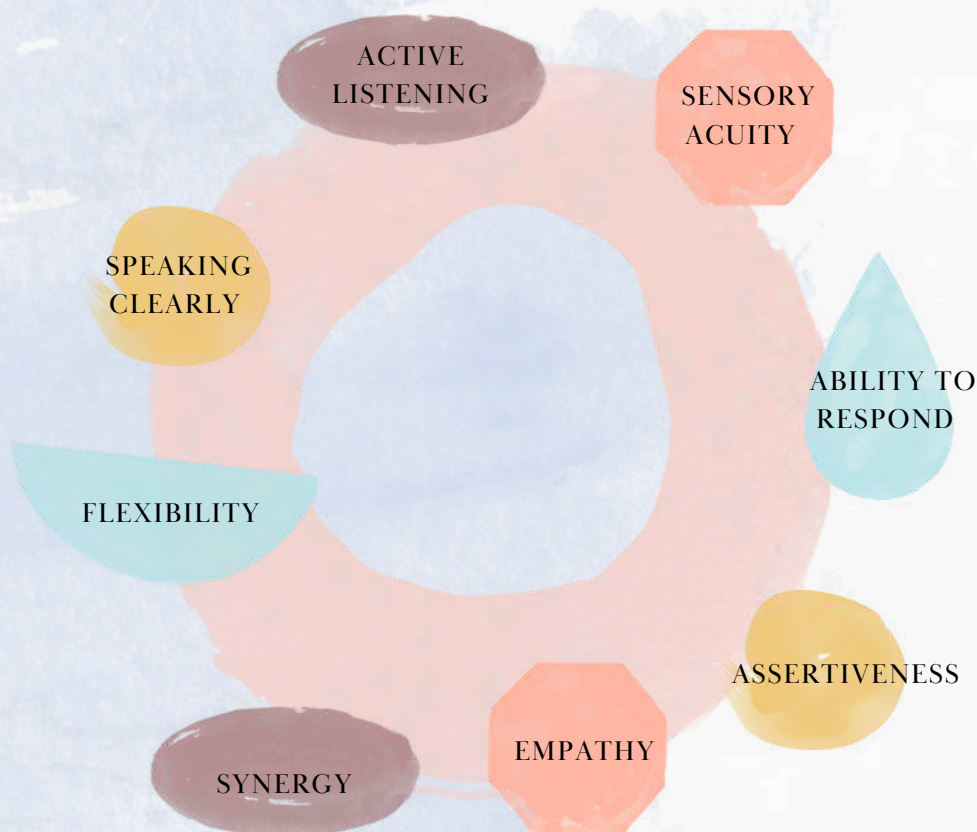 ACTIVE
LISTENING
SENSORY
ACUITY
SPEAKING
CLEARLY
ABILITY TO
RESPOND
FLEXIBILITY
ASSERTIVENESS
EMPATHY
SYNERGY